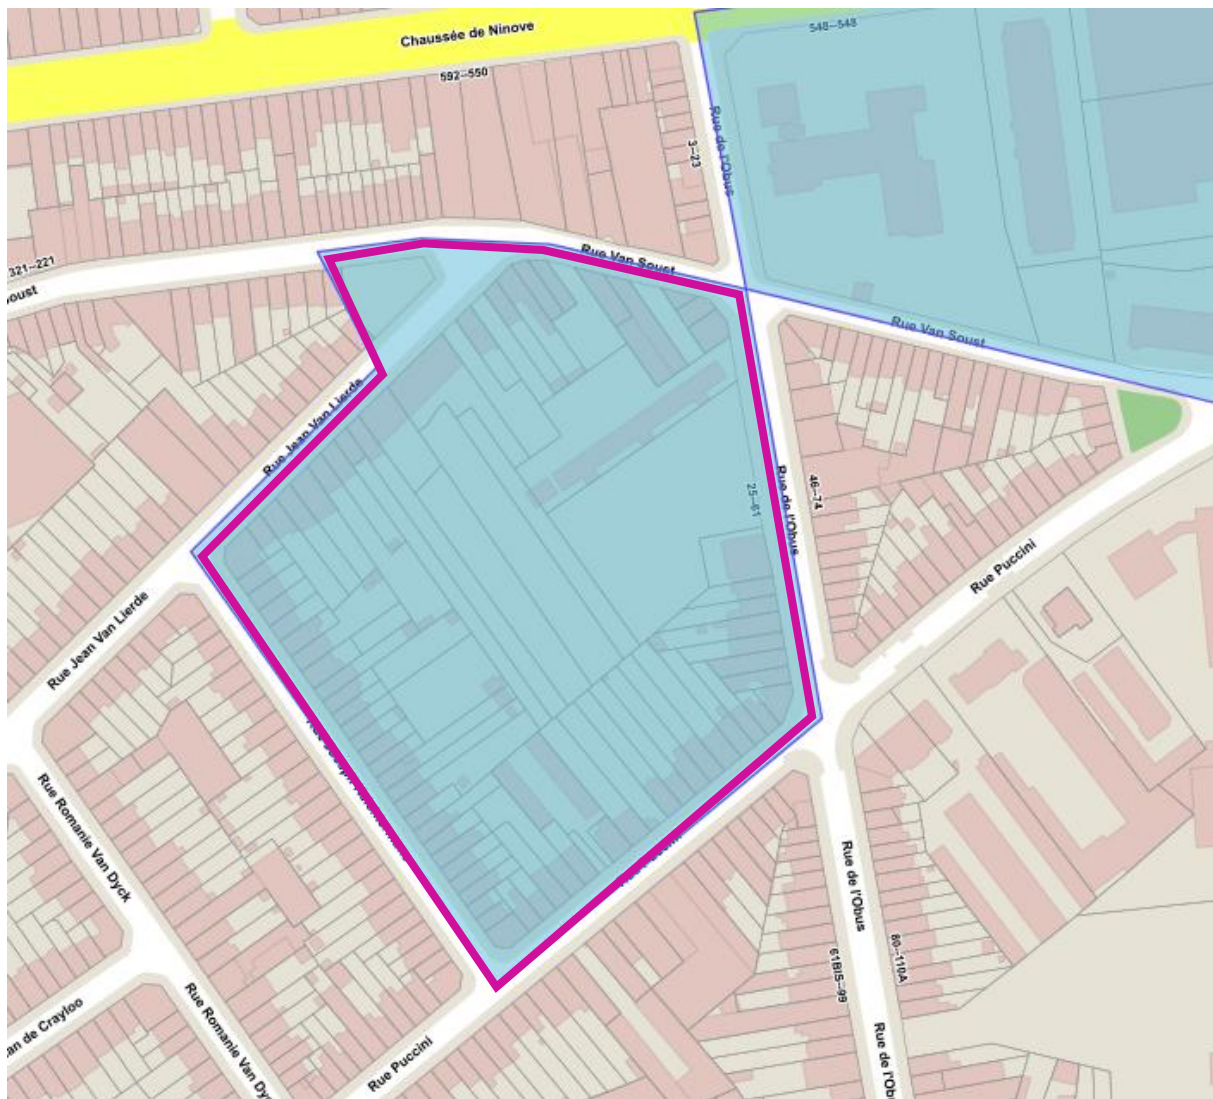 Chaussée de Ninove
548-548
592-550
Rue de l'Obus
3-23
Rue Van Soust
321-221
oust
Rue Van Soust
Rue Jean Van Lierde
25-61
Rue de l'Obus
46-74
Rue Puccini
Rue Jean Van Lierde
Rue Romanie Van Dyck
Rue de l'Obus
80-110A
61BIS-99
an de Crayloo
Rue Romanie Van Dy
Rue Puccini
Rue de l'Ob